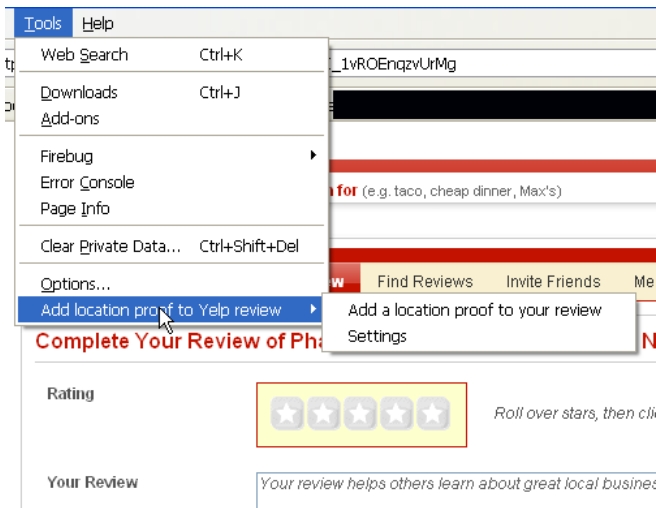 Tools Help
Web Search Ctrl+K
_1vROEnqzvUrMg
Downloads Ctrl+J
Add-ons
Firebug
for (e.g. taco, cheap dinner, Max's)
Error Console
Page Info
Clear Private Data... Ctrl+Shift+Del
Options...
Find Reviews Invite Friends Me
Add location proof to Yelp review
Add a location proof to your review
Settings
Complete Your Review of Pha N
Rating
Roll over stars, then cli
Your Review
Your review helps others learn about great local busines